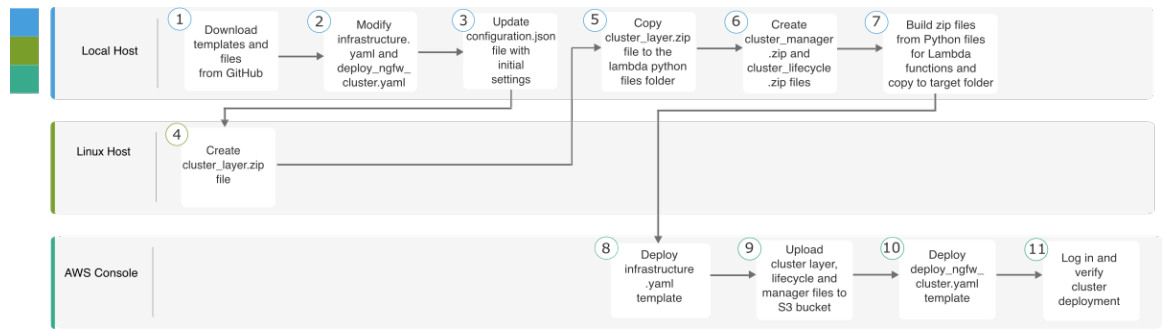 Local Host
1
Download
templates and
files
from GitHub
2
Modify
infrastructure.
yaml and
deploy_ngfw_
cluster.yaml
3
Update
configuration.json
file with
initial
settings
5
Copy
cluster_layer.zip
file to the
lambda python
files folder
6
Create
cluster_manager
.zip and
cluster_lifecycle
.zip files
7
Build zip files
from Python files
for Lambda
functions and
copy to target folder
Linux Host
4
Create
cluster_layer.zip
file
AWS Console
8
Deploy
infrastructure
.yaml
template
9
Upload
cluster layer,
lifecycle and
manager files to
S3 bucket
10
Deploy
deploy_ngfw_
cluster.yaml
template
11
Log in and
verify
cluster
deployment